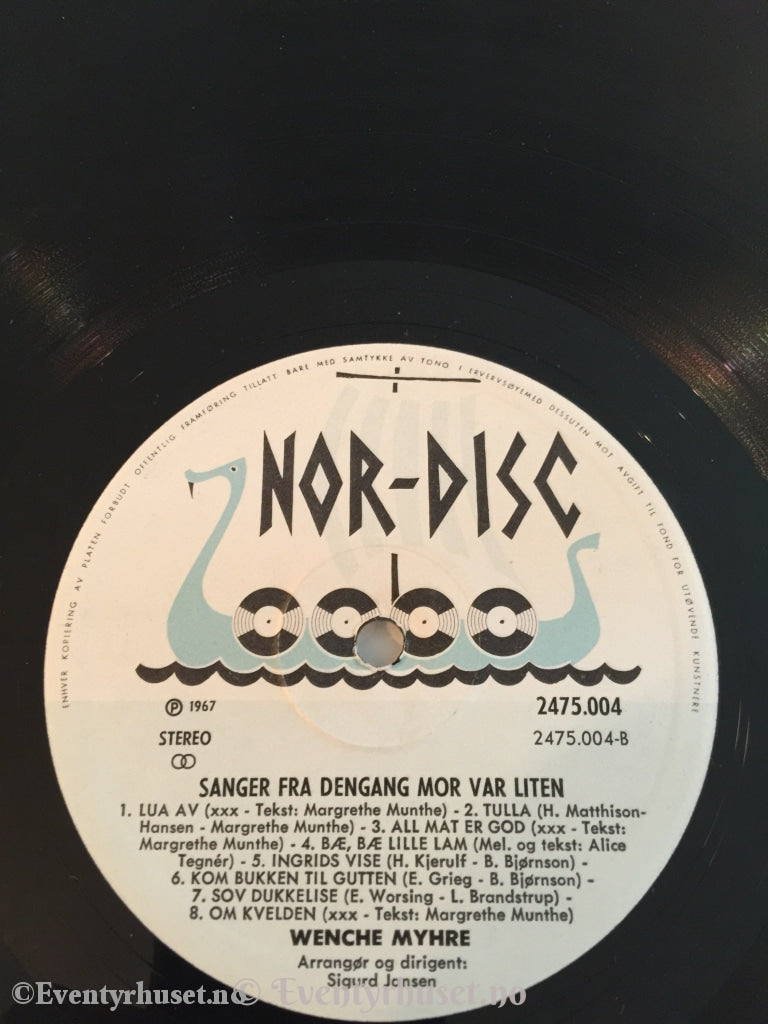 ENHVER KOPIERING AV PLATEN FORBUDT OFFENTLIG FRAMFØRING TILLATT BARE MED SAMTYKKE AV TONO I ERVERVSØYEMED DESSUTEN MOT AVGIFT TIL FOND FOR UTØVENDE KUNSTNERE
NOR-DISC
Ⓟ 1967
2475.004
STEREO
2475.004-B
SANGER FRA DENGANG MOR VAR LITEN
1. LUA AV (xxx - Tekst: Margrethe Munthe) - 2. TULLA (H. Matthison-
Hansen - Margrethe Munthe) - 3. ALL MAT ER GOD (xxx - Tekst:
Margrethe Munthe) - 4. BÆ, BÆ LILLE LAM (Mel. og tekst: Alice
Tegnér) - 5. INGRIDS VISE (H. Kjerulf - B. Bjørnson) -
6. KOM BUKKEN TIL GUTTEN (E. Grieg - B. Bjørnson) -
7. SOV DUKKELISE (E. Worsing - L. Brandstrup) -
8. OM KVELDEN (xxx - Tekst: Margrethe Munthe)
WENCHE MYHRE
Arrangør og dirigent:
Sigurd Jansen
©Eventyrhuset.no © Eventyrhuset.no